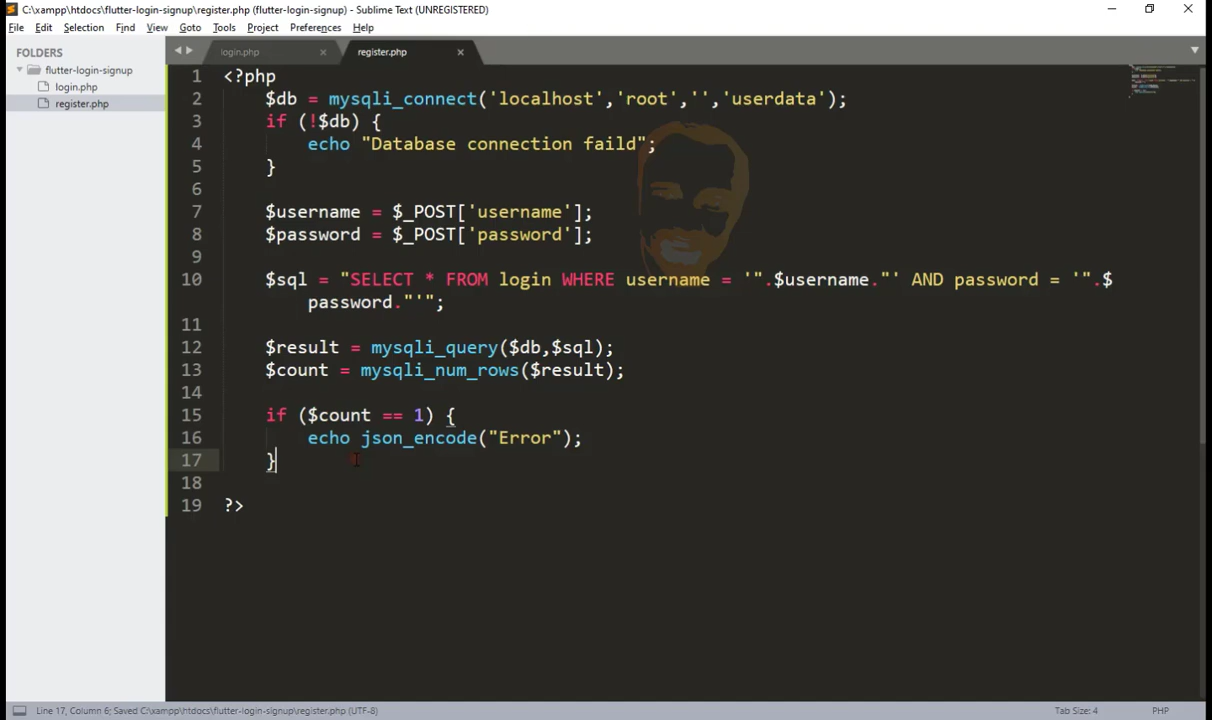 C:\xampp\htdocs\flutter-login-signup\register.php (flutter-login-signup) - Sublime Text (UNREGISTERED)
File Edit Selection Find View Goto Tools Project Preferences Help
FOLDERS
flutter-login-signup
login.php
register.php
login.php × register.php ×
1 <?php
2 $db = mysqli_connect('localhost','root','','userdata');
3 if (!$db) {
4 echo "Database connection faild";
5 }
6
7 $username = $_POST['username'];
8 $password = $_POST['password'];
9
10 $sql = "SELECT * FROM login WHERE username = '".$username."' AND password = '".$
password."'";
11
12 $result = mysqli_query($db,$sql);
13 $count = mysqli_num_rows($result);
14
15 if ($count == 1) {
16 echo json_encode("Error");
17 }
18
19 ?>
Line 17, Column 6; Saved C:\xampp\htdocs\flutter-login-signup\register.php (UTF-8) Tab Size: 4 PHP